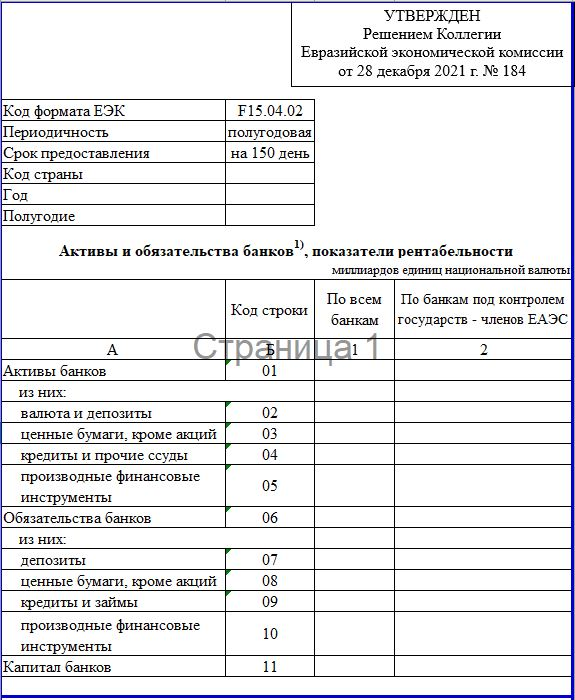 УТВЕРЖДЕН
Решением Коллегии
Евразийской экономической комиссии
от 28 декабря 2021 г. № 184
Код формата ЕЭК F15.04.02
Периодичность полугодовая
Срок предоставления на 150 день
Код страны
Год
Полугодие
Активы и обязательства банков1), показатели рентабельности
миллиардов единиц национальной валюты
Код строки По всем банкам По банкам под контролем государств - членов ЕАЭС
А Б 1 2
Страница 1
Активы банков 01
из них:
валюта и депозиты 02
ценные бумаги, кроме акций 03
кредиты и прочие ссуды 04
производные финансовые
инструменты 05
Обязательства банков 06
из них:
депозиты 07
ценные бумаги, кроме акций 08
кредиты и займы 09
производные финансовые
инструменты 10
Капитал банков 11